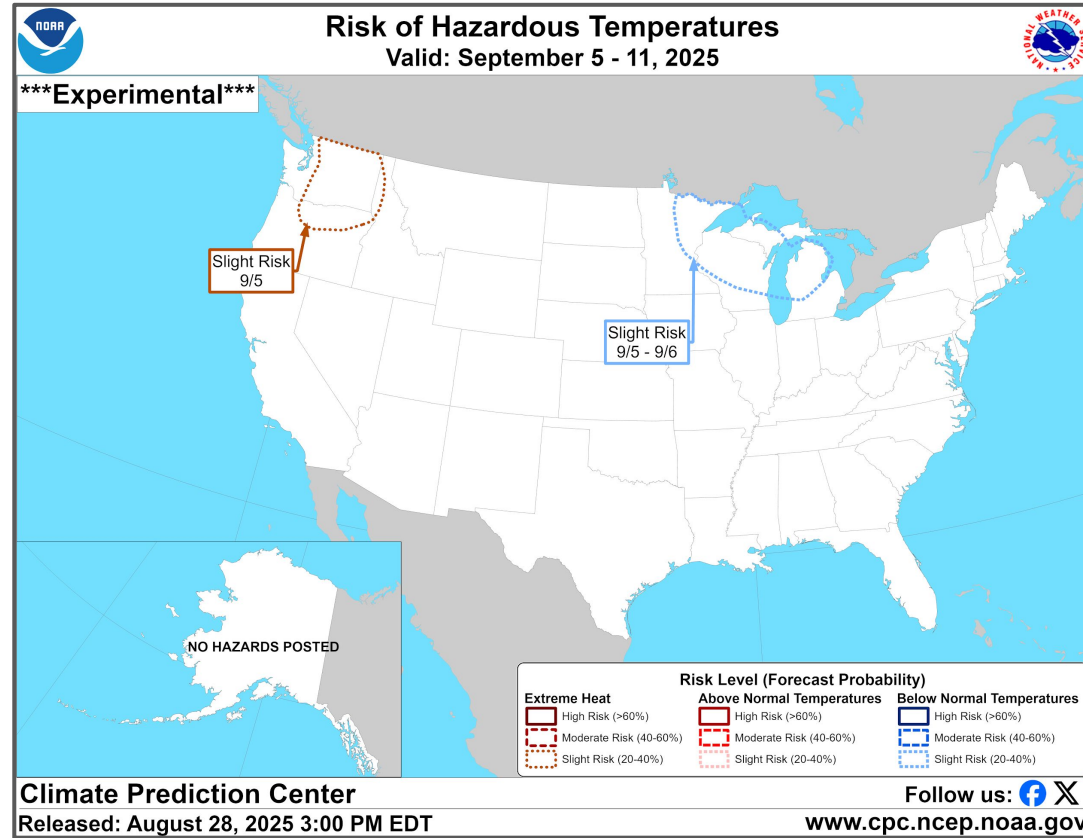 NOAA
Risk of Hazardous Temperatures
Valid: September 5 - 11, 2025
NATIONAL WEATHER SERVICE
***Experimental***
Slight Risk
9/5
Slight Risk
9/5 - 9/6
NO HAZARDS POSTED
Risk Level (Forecast Probability)
Extreme Heat
High Risk (>60%)
Moderate Risk (40-60%)
Slight Risk (20-40%)
Above Normal Temperatures
High Risk (>60%)
Moderate Risk (40-60%)
Slight Risk (20-40%)
Below Normal Temperatures
High Risk (>60%)
Moderate Risk (40-60%)
Slight Risk (20-40%)
Climate Prediction Center
Follow us:
Released: August 28, 2025 3:00 PM EDT
www.cpc.ncep.noaa.gov